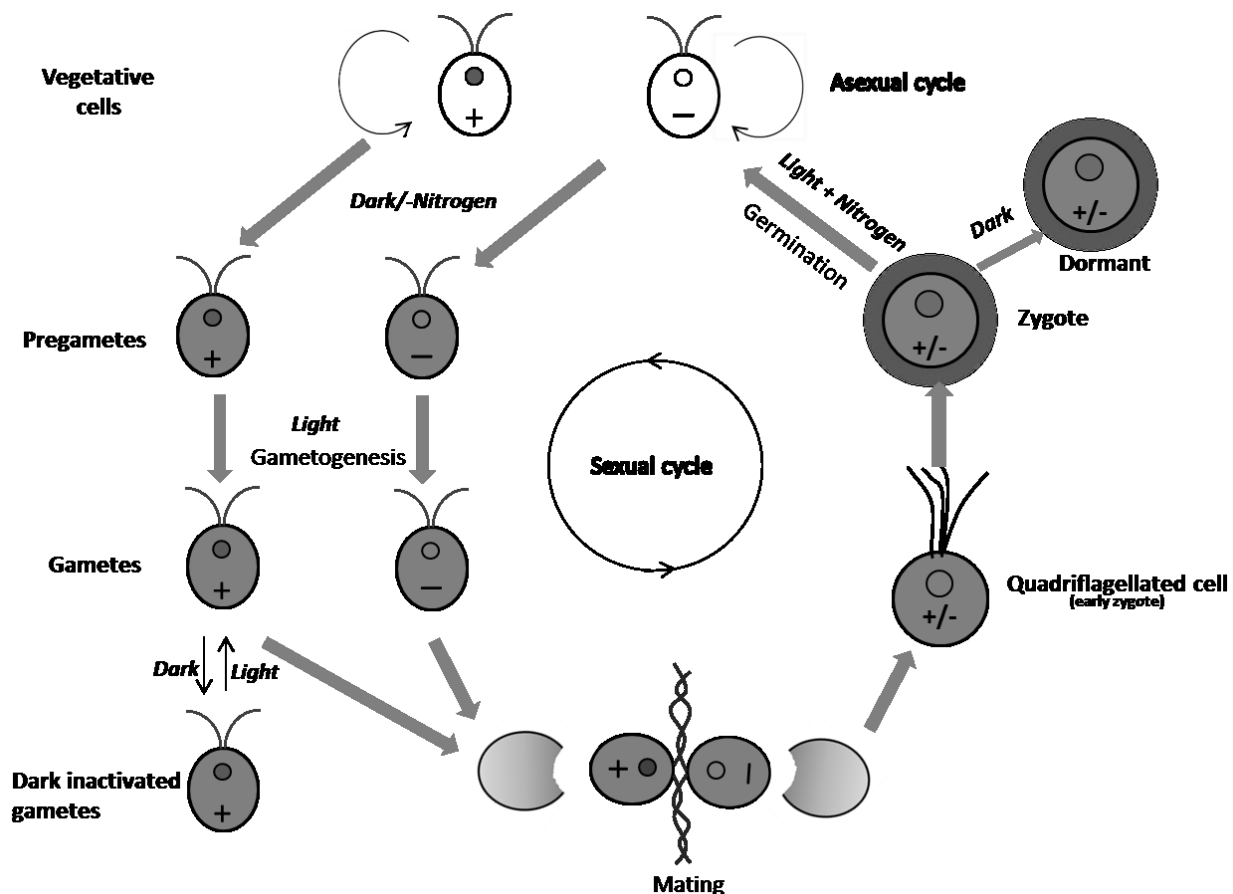 Vegetative
cells
+
−
Asexual cycle
Light + Nitrogen
Germination
Dark
+/-
Dormant
Dark/-Nitrogen
Pregametes
+
−
+/-
Zygote
Light
Gametogenesis
Sexual cycle
Gametes
+
−
Quadriflagellated cell
(early zygote)
+/-
Dark
Light
Dark inactivated
gametes
+
+
−
Mating